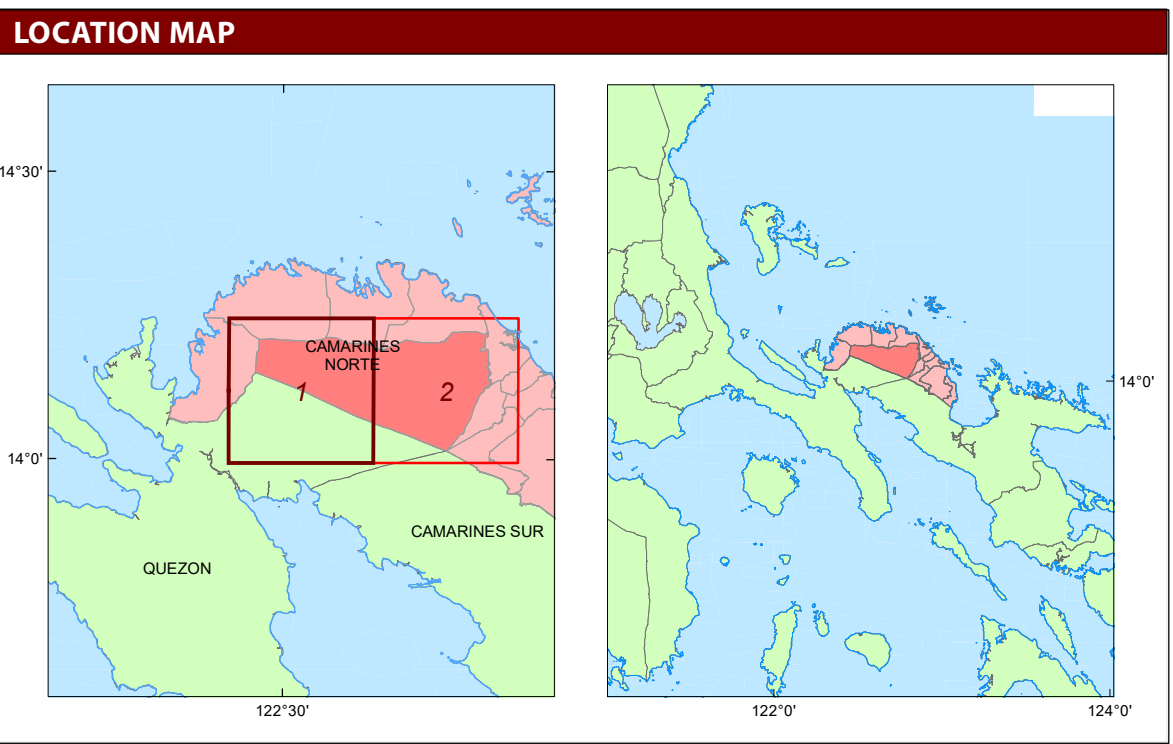 LOCATION MAP
14°30'
CAMARINES
NORTE
1
2
14°0'
14°0'
CAMARINES SUR
QUEZON
122°30'
122°0'
124°0'